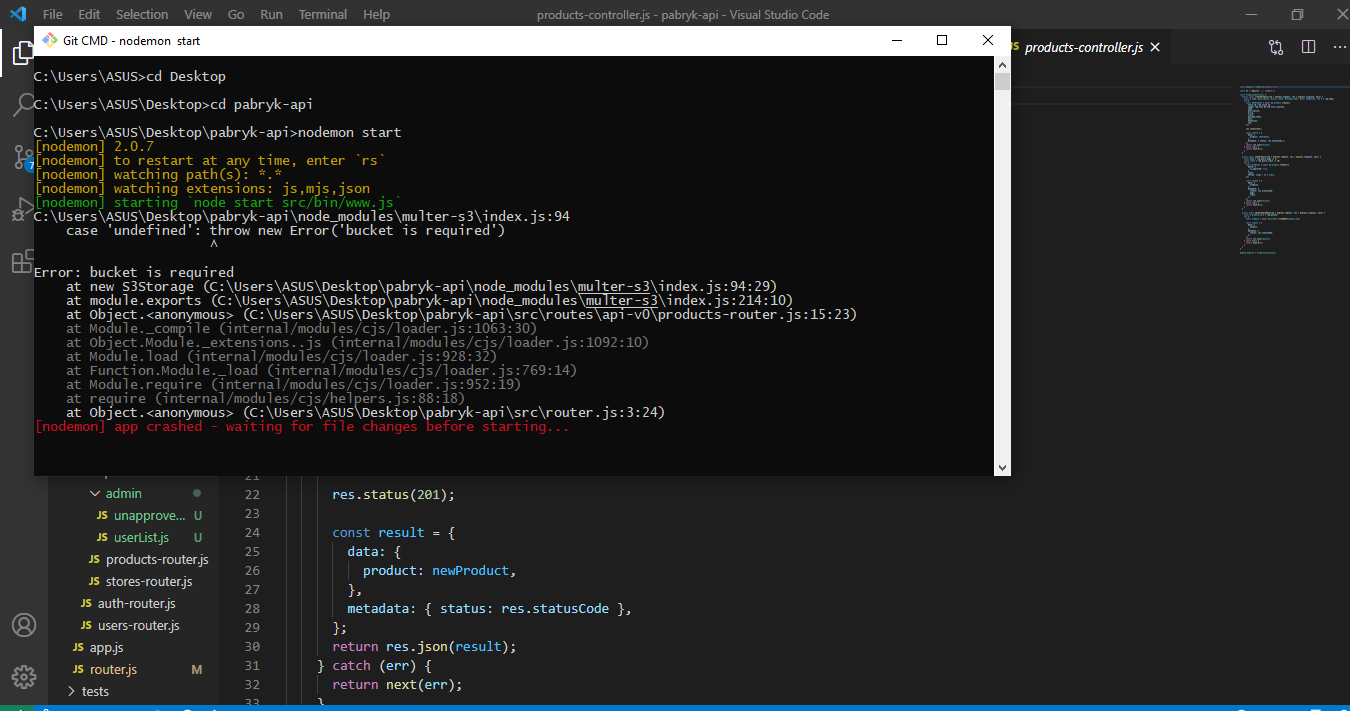 File Edit Selection View Go Run Terminal Help products-controller.js - pabryk-api - Visual Studio Code
Git CMD - nodemon start
JS products-controller.js
C:\Users\ASUS>cd Desktop
C:\Users\ASUS\Desktop>cd pabryk-api
C:\Users\ASUS\Desktop\pabryk-api>nodemon start
[nodemon] 2.0.7
[nodemon] to restart at any time, enter `rs`
[nodemon] watching path(s): *.*
[nodemon] watching extensions: js,mjs,json
[nodemon] starting `node start src/bin/www.js`
C:\Users\ASUS\Desktop\pabryk-api\node_modules\multer-s3\index.js:94
    case 'undefined': throw new Error('bucket is required')
                      ^
Error: bucket is required
    at new S3Storage (C:\Users\ASUS\Desktop\pabryk-api\node_modules\multer-s3\index.js:94:29)
    at module.exports (C:\Users\ASUS\Desktop\pabryk-api\node_modules\multer-s3\index.js:214:10)
    at Object.<anonymous> (C:\Users\ASUS\Desktop\pabryk-api\src\routes\api-v0\products-router.js:15:23)
    at Module._compile (internal/modules/cjs/loader.js:1063:30)
    at Object.Module._extensions..js (internal/modules/cjs/loader.js:1092:10)
    at Module.load (internal/modules/cjs/loader.js:928:32)
    at Function.Module._load (internal/modules/cjs/loader.js:769:14)
    at Module.require (internal/modules/cjs/loader.js:952:19)
    at require (internal/modules/cjs/helpers.js:88:18)
    at Object.<anonymous> (C:\Users\ASUS\Desktop\pabryk-api\src\router.js:3:24)
[nodemon] app crashed - waiting for file changes before starting...
7
admin
JS unapprove... U
JS userList.js U
JS products-router.js
JS stores-router.js
JS auth-router.js
JS users-router.js
JS app.js
JS router.js M
tests
21
22 res.status(201);
23
24 const result = {
25 data: {
26 product: newProduct,
27 },
28 metadata: { status: res.statusCode },
29 };
30 return res.json(result);
31 } catch (err) {
32 return next(err);
33 }